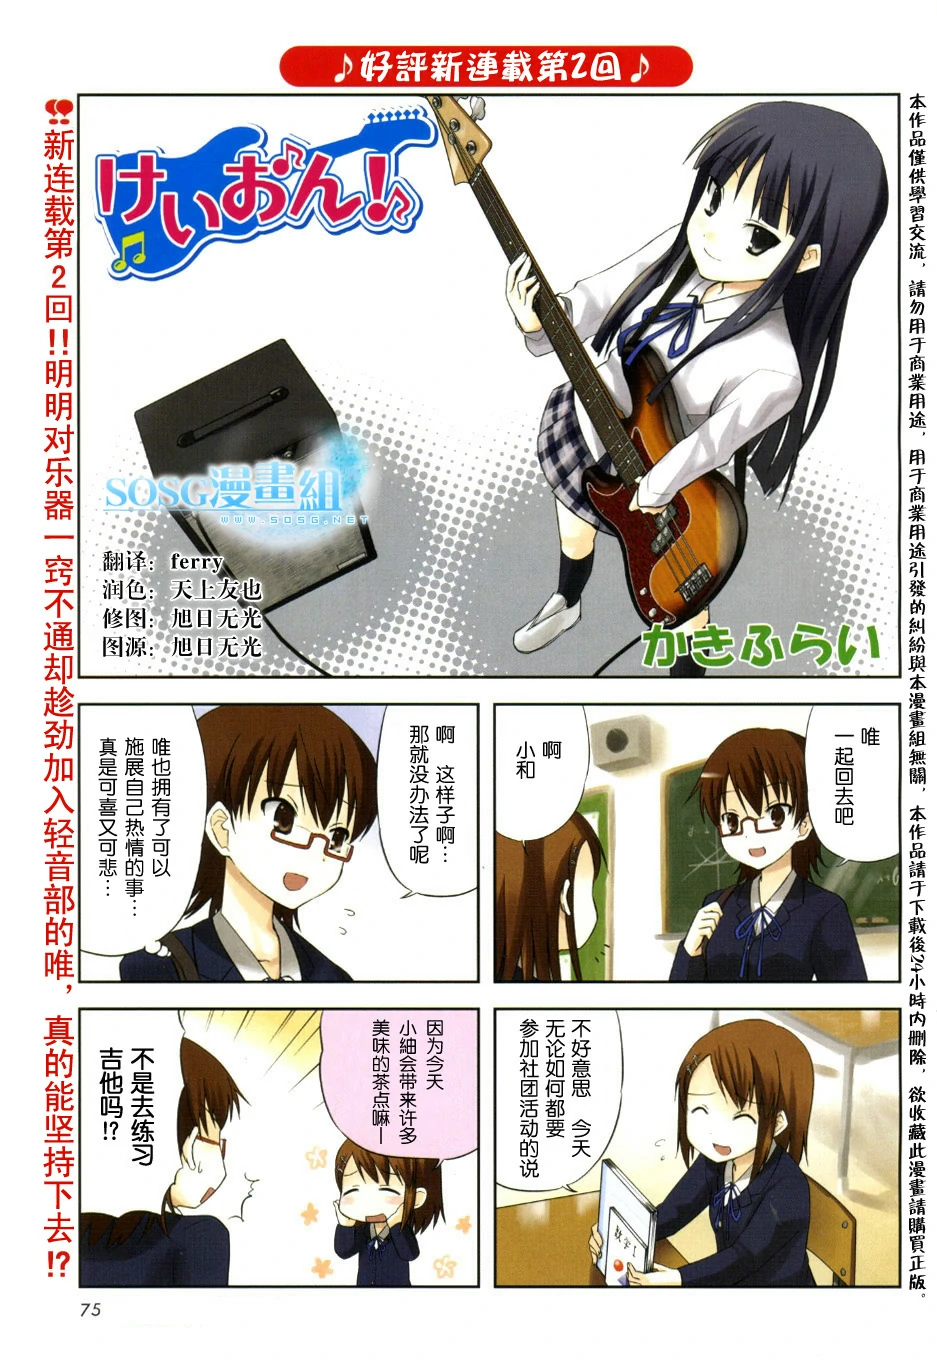 ♪好評新連載第2回♪
けいおん!
SOSG漫畫組
WWW.SOSG.NET
翻译：ferry
润色：天上友也
修图：旭日无光
图源：旭日无光
かきふらい
!!新连载第2回!!明明对乐器一窍不通却趁劲加入轻音部的唯，真的能坚持下去!?
本作品僅供學習交流，請勿用于商業用途，用于商業用途引發的糾紛與本漫畫組無關，本作品請于下載後24小時内删除，欲收藏此漫畫請購買正版。
唯
一起回去吧
啊
小和
不好意思 今天
无论如何都要
参加社团活动的说
数学I
啊 这样子啊…
那就没办法了呢
唯也拥有了可以
施展自己热情的事…
真是可喜又可悲…
因为今天
小紬会带来许多
美味的茶点嘛—
不是去练习
吉他吗!?
75